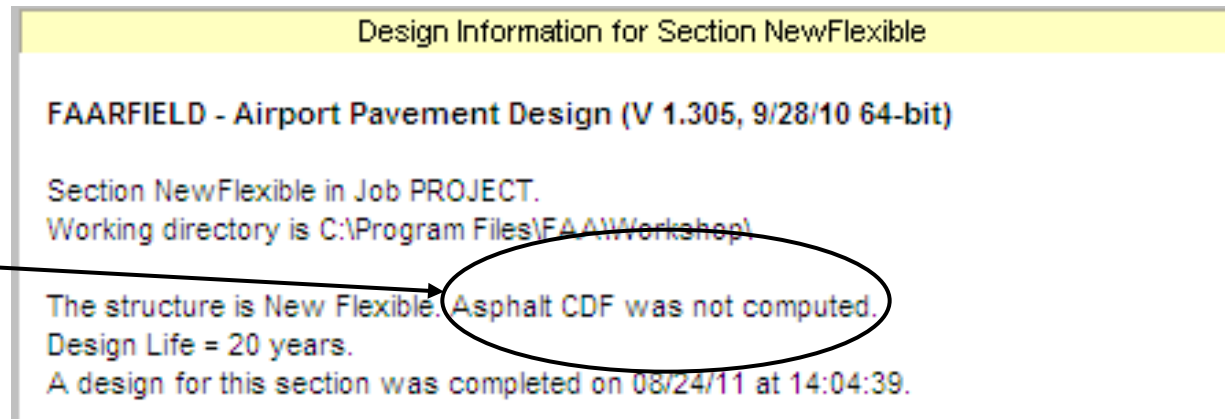 Design Information for Section NewFlexible
FAARFIELD - Airport Pavement Design (V 1.305, 9/28/10 64-bit)
Section NewFlexible in Job PROJECT.
Working directory is C:\Program Files\FAA\Workshop\
The structure is New Flexible. Asphalt CDF was not computed.
Design Life = 20 years.
A design for this section was completed on 08/24/11 at 14:04:39.